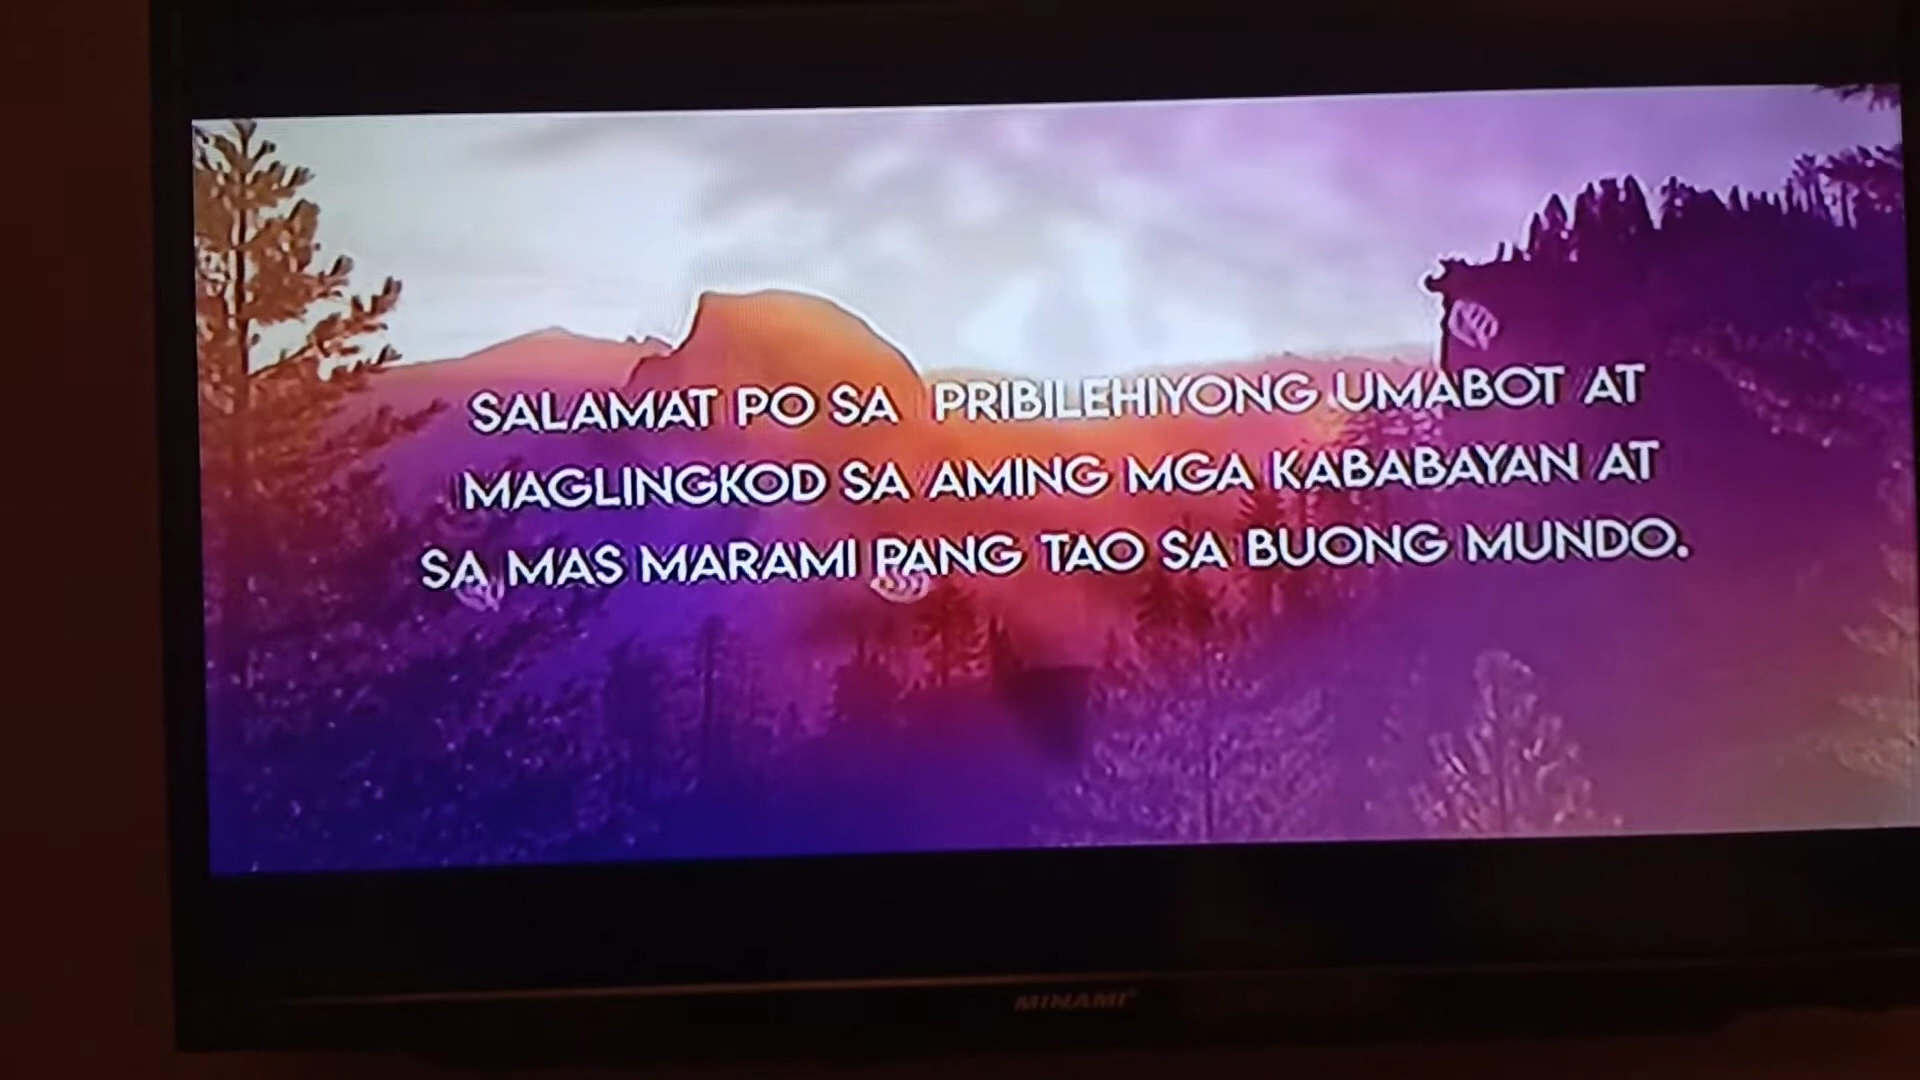 SALAMAT PO SA PRIBILEHIYONG UMABOT AT
MAGLINGKOD SA AMING MGA KABABAYAN AT
SA MAS MARAMI PANG TAO SA BUONG MUNDO.
MINAMI